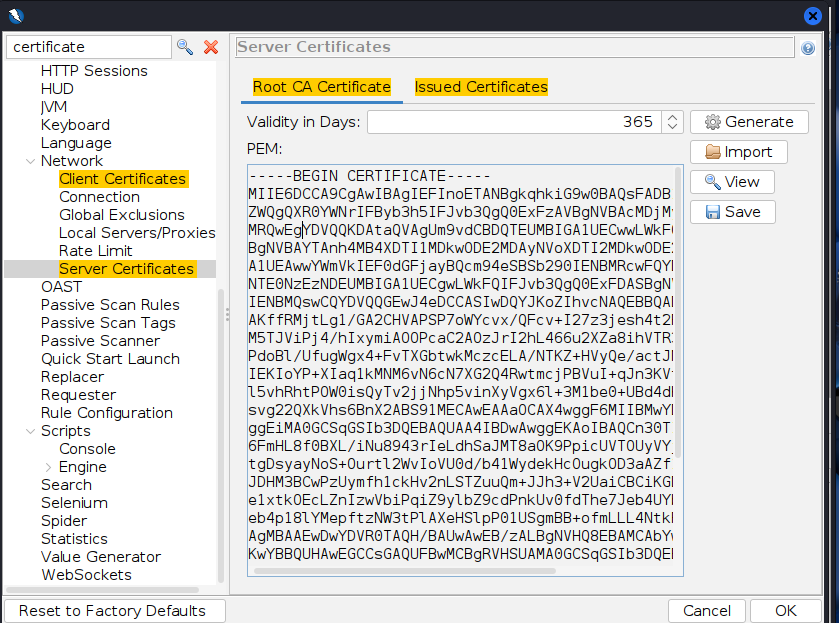 certificate
HTTP Sessions
HUD
JVM
Keyboard
Language
Network
Client Certificates
Connection
Global Exclusions
Local Servers/Proxies
Rate Limit
Server Certificates
OAST
Passive Scan Rules
Passive Scan Tags
Passive Scanner
Quick Start Launch
Replacer
Requester
Rule Configuration
Scripts
Console
Engine
Search
Selenium
Spider
Statistics
Value Generator
WebSockets
Server Certificates
Root CA Certificate Issued Certificates
Validity in Days: 365 Generate
PEM: Import
View
Save
-----BEGIN CERTIFICATE-----
MIIE6DCCA9CgAwIBAgIEFInoETANBgkqhkiG9w0BAQsFADB
ZWQgQXR0YWNrIFByb3h5IFJvb3QgQ0ExFzAVBgNVBAcMDjM
MRQwEgYDVQQKDAtaQVAgUm9vdCBDQTEUMBIGA1UECwwLWkF
BgNVBAYTAnh4MB4XDTI1MDkwODE2MDAyNVoXDTI2MDkwODE
A1UEAwwYWmVkIEF0dGFjayBQcm94eSBSb290IENBMRcwFQY
NTE0NzEzNDEUMBIGA1UECgwLWkFQIFJvb3QgQ0ExFDASBgN
IENBMQswCQYDVQQGEwJ4eDCCASIwDQYJKoZIhvcNAQEBBQA
AKffRMjtLg1/GA2CHVAPSP7oWYcvx/QFcv+I27z3jesh4t2
M5TJViPj4/hIxymiAOOPcaC2AOzJrI2hL466u2XZa8ihVTR
PdoBl/UfugWgx4+FvTXGbtwkMczcELA/NTKZ+HVyQe/actJ
IEKIoYP+XIaq1kMNM6vN6cN7XG2Q4RwtmcjPBVuI+qJn3KV
l5vhRhtPOW0isQyTv2jjNhp5vinXyVgx6l+3M1be0+UBd4d
svg22QXkVhs6BnX2ABS91MECAwEAAaOCAX4wggF6MIIBMwY
ggEiMA0GCSqGSIb3DQEBAQUAA4IBDwAwggEKAoIBAQCn30T
6FmHL8f0BXL/iNu8943rIeLdhSaJMT8aOK9PpicUVTOUyVY
tgDsyayNoS+Ourtl2WvIoVU0d/b41WydekHcOugkOD3aAZf
JDHM3BCwPzUymfh1ckHv2nLSTZuuQm+JJh3+V2UaiCBCiKG
e1xtkOEcLZnIzwVbiPqiZ9ylbZ9cdPnkUv0fdThe7Jeb4UY
eb4p18lYMepftzNW3tPlAXeHSlpP01USgmBB+ofmLLL4Ntk
AgMBAAEwDwYDVR0TAQH/BAUwAwEB/zALBgNVHQ8EBAMCAbY
KwYBBQUHAwEGCCsGAQUFBwMCBgRVHSUAMA0GCSqGSIb3DQE
Reset to Factory Defaults Cancel OK